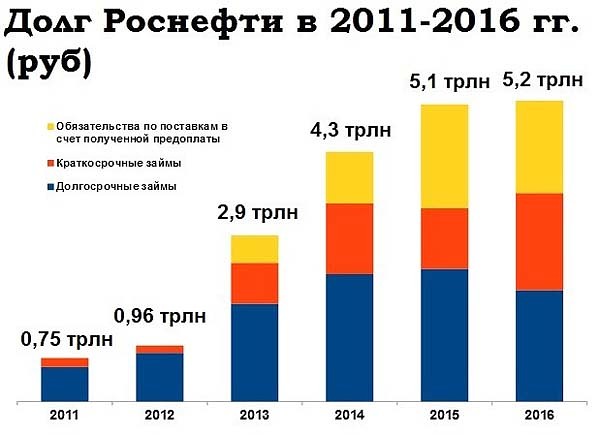 Долг Роснефти в 2011-2016 гг.
(руб)
5,1 трлн
5,2 трлн
Обязательства по поставкам в
счет полученной предоплаты
Краткосрочные займы
Долгосрочные займы
4,3 трлн
2,9 трлн
0,96 трлн
0,75 трлн
2011
2012
2013
2014
2015
2016